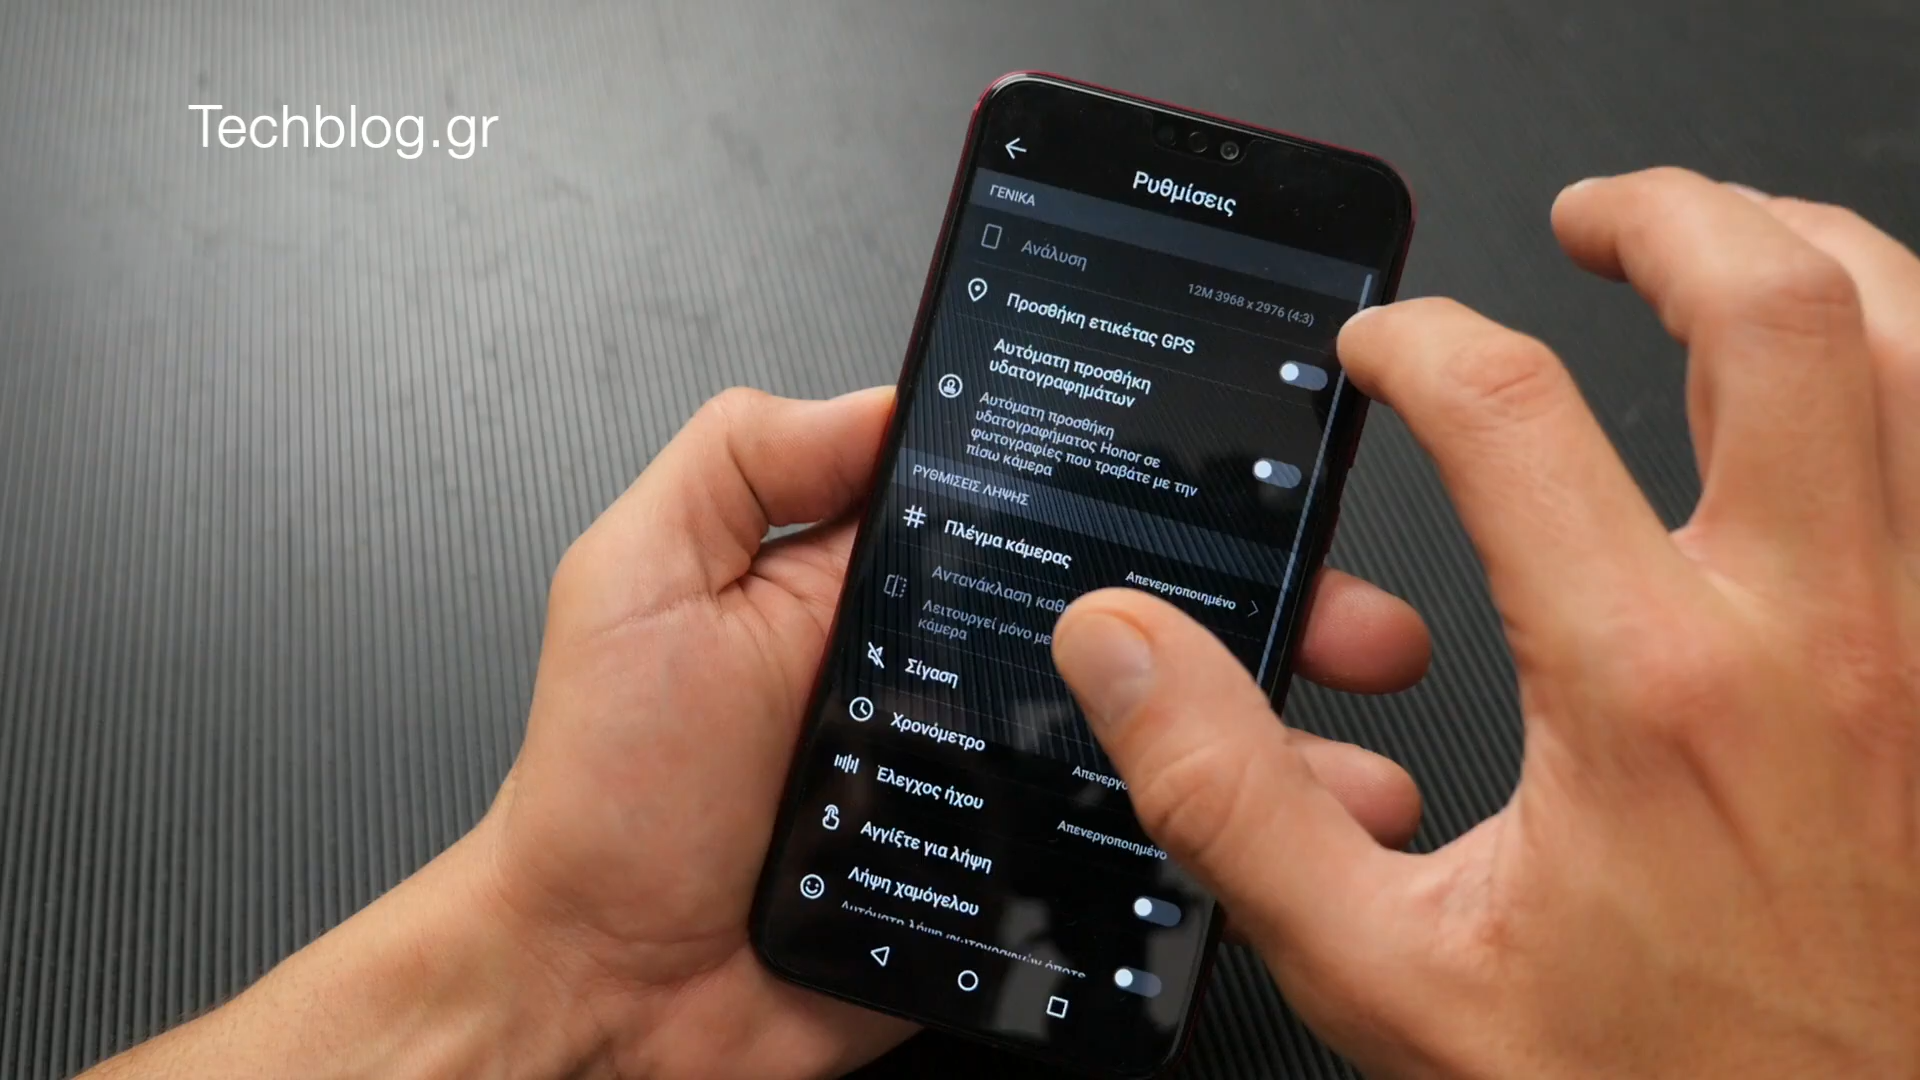 Techblog.gr
Ρυθμίσεις
ΓΕΝΙΚΑ
Ανάλυση
12M 3968 x 2976 (4:3)
Προσθήκη ετικέτας GPS
Αυτόματη προσθήκη
υδατογραφημάτων
Αυτόματη προσθήκη
υδατογραφήματος Honor σε
φωτογραφίες που τραβάτε με την
πίσω κάμερα
ΡΥΘΜΙΣΕΙΣ ΛΗΨΗΣ
Πλέγμα κάμερας
Απενεργοποιημένο
Αντανάκλαση
Λειτουργεί μόνο με
κάμερα
Σίγαση
Χρονόμετρο
Έλεγχος ήχου
Απενεργοποιημένο
Αγγίξτε για λήψη
Λήψη χαμόγελου